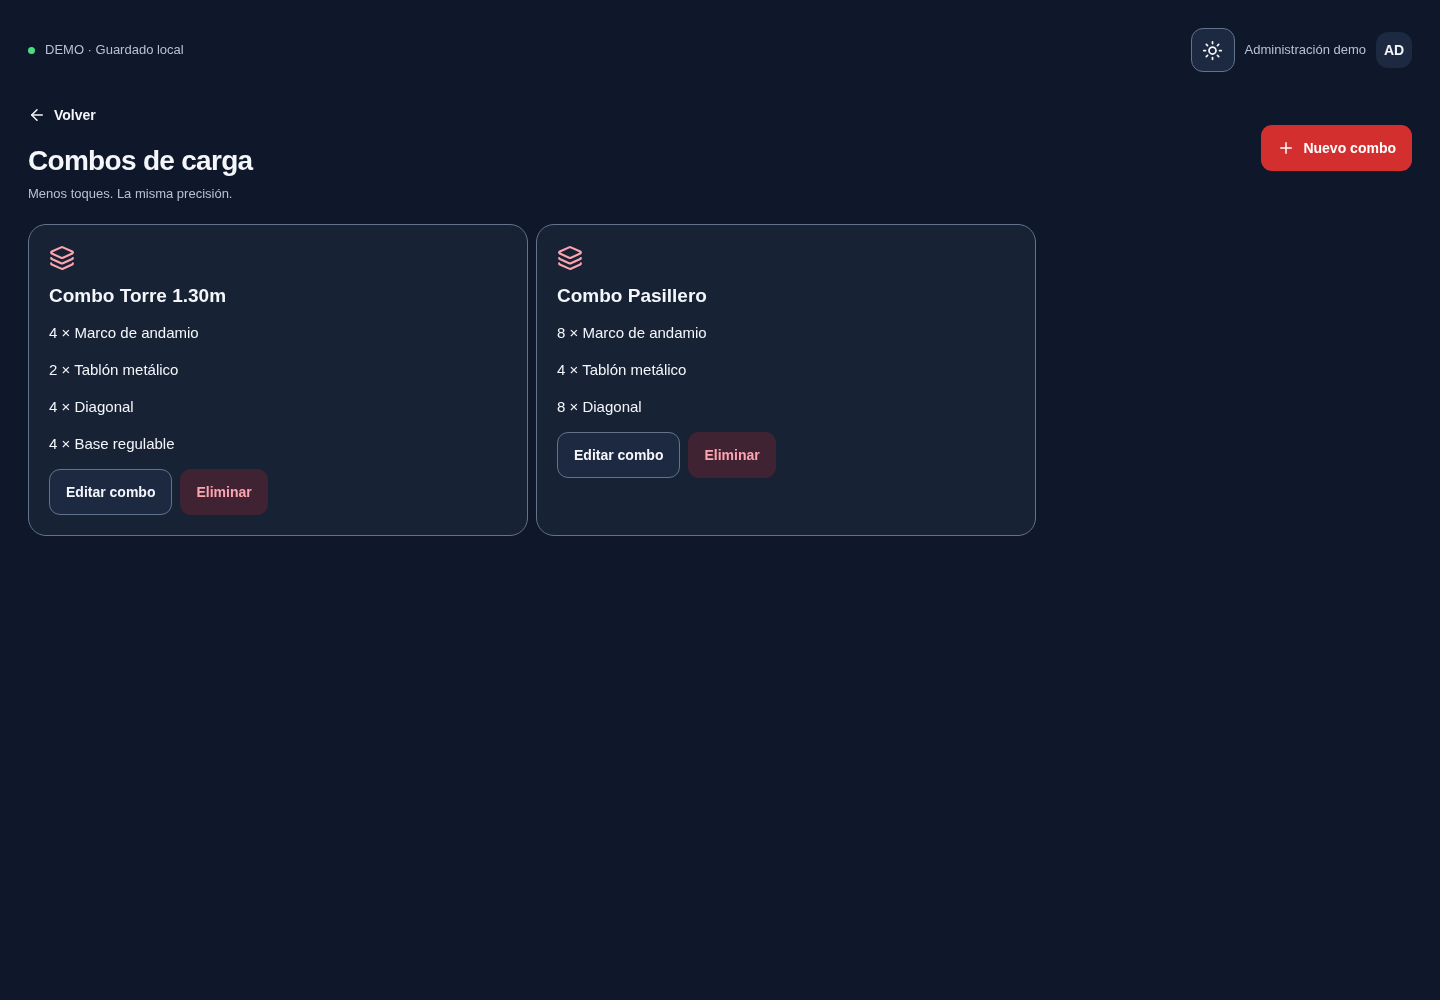 DEMO · Guardado local
Administración demo
AD
Volver
Combos de carga
Menos toques. La misma precisión.
Nuevo combo
Combo Torre 1.30m
4 × Marco de andamio
2 × Tablón metálico
4 × Diagonal
4 × Base regulable
Editar combo
Eliminar
Combo Pasillero
8 × Marco de andamio
4 × Tablón metálico
8 × Diagonal
Editar combo
Eliminar